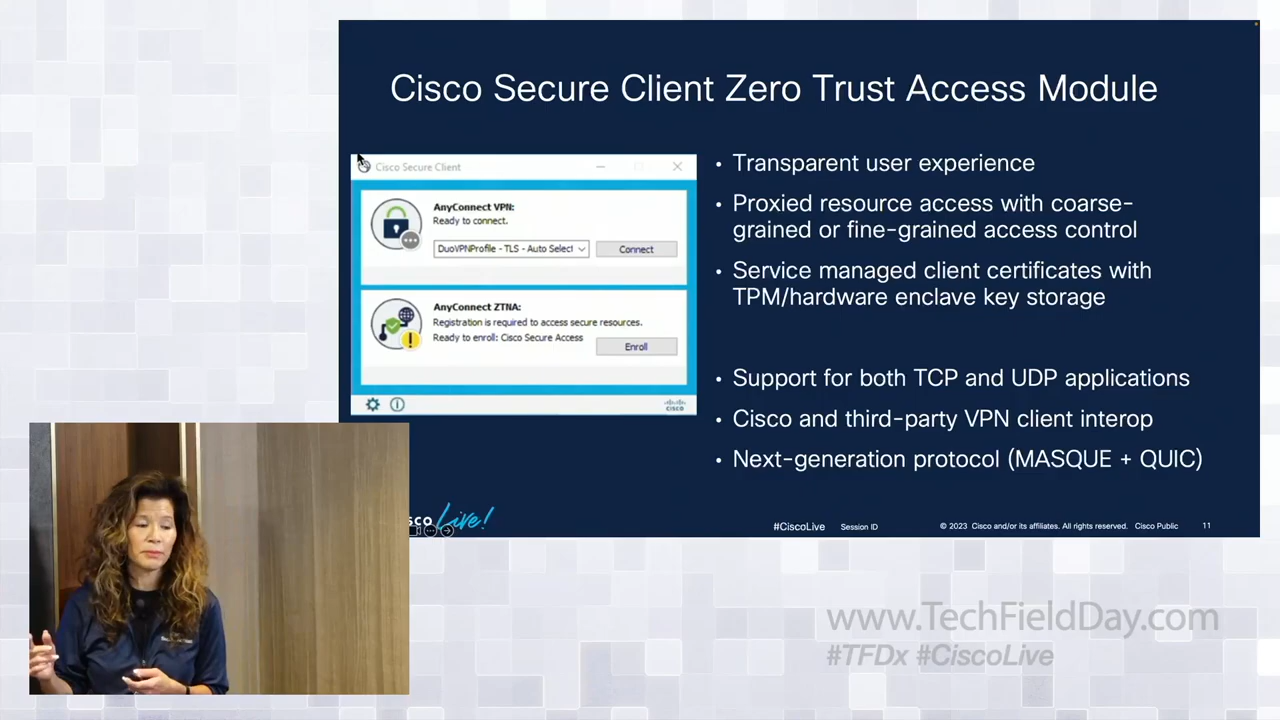 Cisco Secure Client Zero Trust Access Module
Cisco Secure Client
AnyConnect VPN:
Ready to connect.
DuoVPNProfile - TLS - Auto Select
Connect
AnyConnect ZTNA:
Registration is required to access secure resources.
Ready to enroll: Cisco Secure Access
Enroll
CISCO
• Transparent user experience
• Proxied resource access with coarse-
grained or fine-grained access control
• Service managed client certificates with
TPM/hardware enclave key storage
• Support for both TCP and UDP applications
• Cisco and third-party VPN client interop
• Next-generation protocol (MASQUE + QUIC)
sco Live!
#CiscoLive
Session ID
© 2023 Cisco and/or its affiliates. All rights reserved. Cisco Public
11
www.TechFieldDay.com
#TFDx #CiscoLive